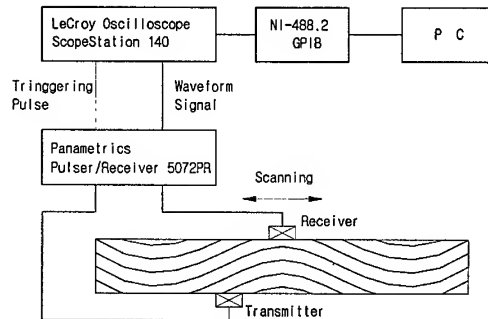 LeCroy Oscilloscope
ScopeStation 140
NI-488.2
GPIB
P C
Tringgering
Pulse
Waveform
Signal
Panametrics
Pulser/Receiver 5072PR
Scanning
Receiver
Transmitter